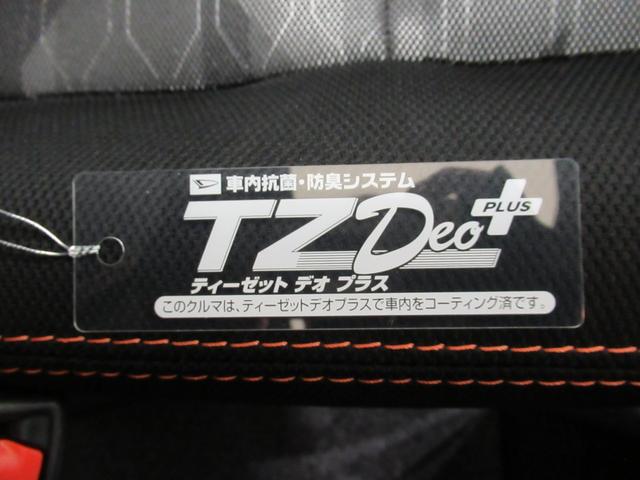 車内抗菌・防臭システム
TZ Deo PLUS
ティーゼット デオ プラス
このクルマは、ティーゼットデオプラスで車内をコーティング済です。